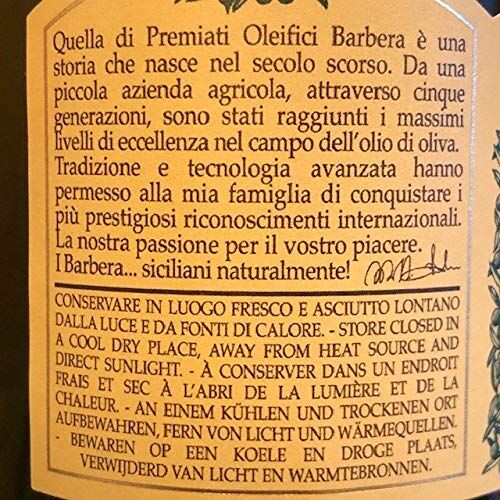 Quella di Premiati Oleifici Barbera è una
storia che nasce nel secolo scorso. Da una
piccola azienda agricola, attraverso cinque
generazioni, sono stati raggiunti i massimi
livelli di eccellenza nel campo dell'olio di oliva.
Tradizione e tecnologia avanzata hanno
permesso alla mia famiglia di conquistare i
più prestigiosi riconoscimenti internazionali.
La nostra passione per il vostro piacere.
I Barbera... siciliani naturalmente!
CONSERVARE IN LUOGO FRESCO E ASCIUTTO LONTANO
DALLA LUCE E DA FONTI DI CALORE. - STORE CLOSED IN
A COOL DRY PLACE, AWAY FROM HEAT SOURCE AND
DIRECT SUNLIGHT. - À CONSERVER DANS UN ENDROIT
FRAIS ET SEC À L'ABRI DE LA LUMIÈRE ET DE LA
CHALEUR. - AN EINEM KÜHLEN UND TROCKENEN ORT
AUFBEWAHREN, FERN VON LICHT UND WÄRMEQUELLEN.
- BEWAREN OP EEN KOELE EN DROGE PLAATS,
VERWIJDERD VAN LICHT EN WARMTEBRONNEN.